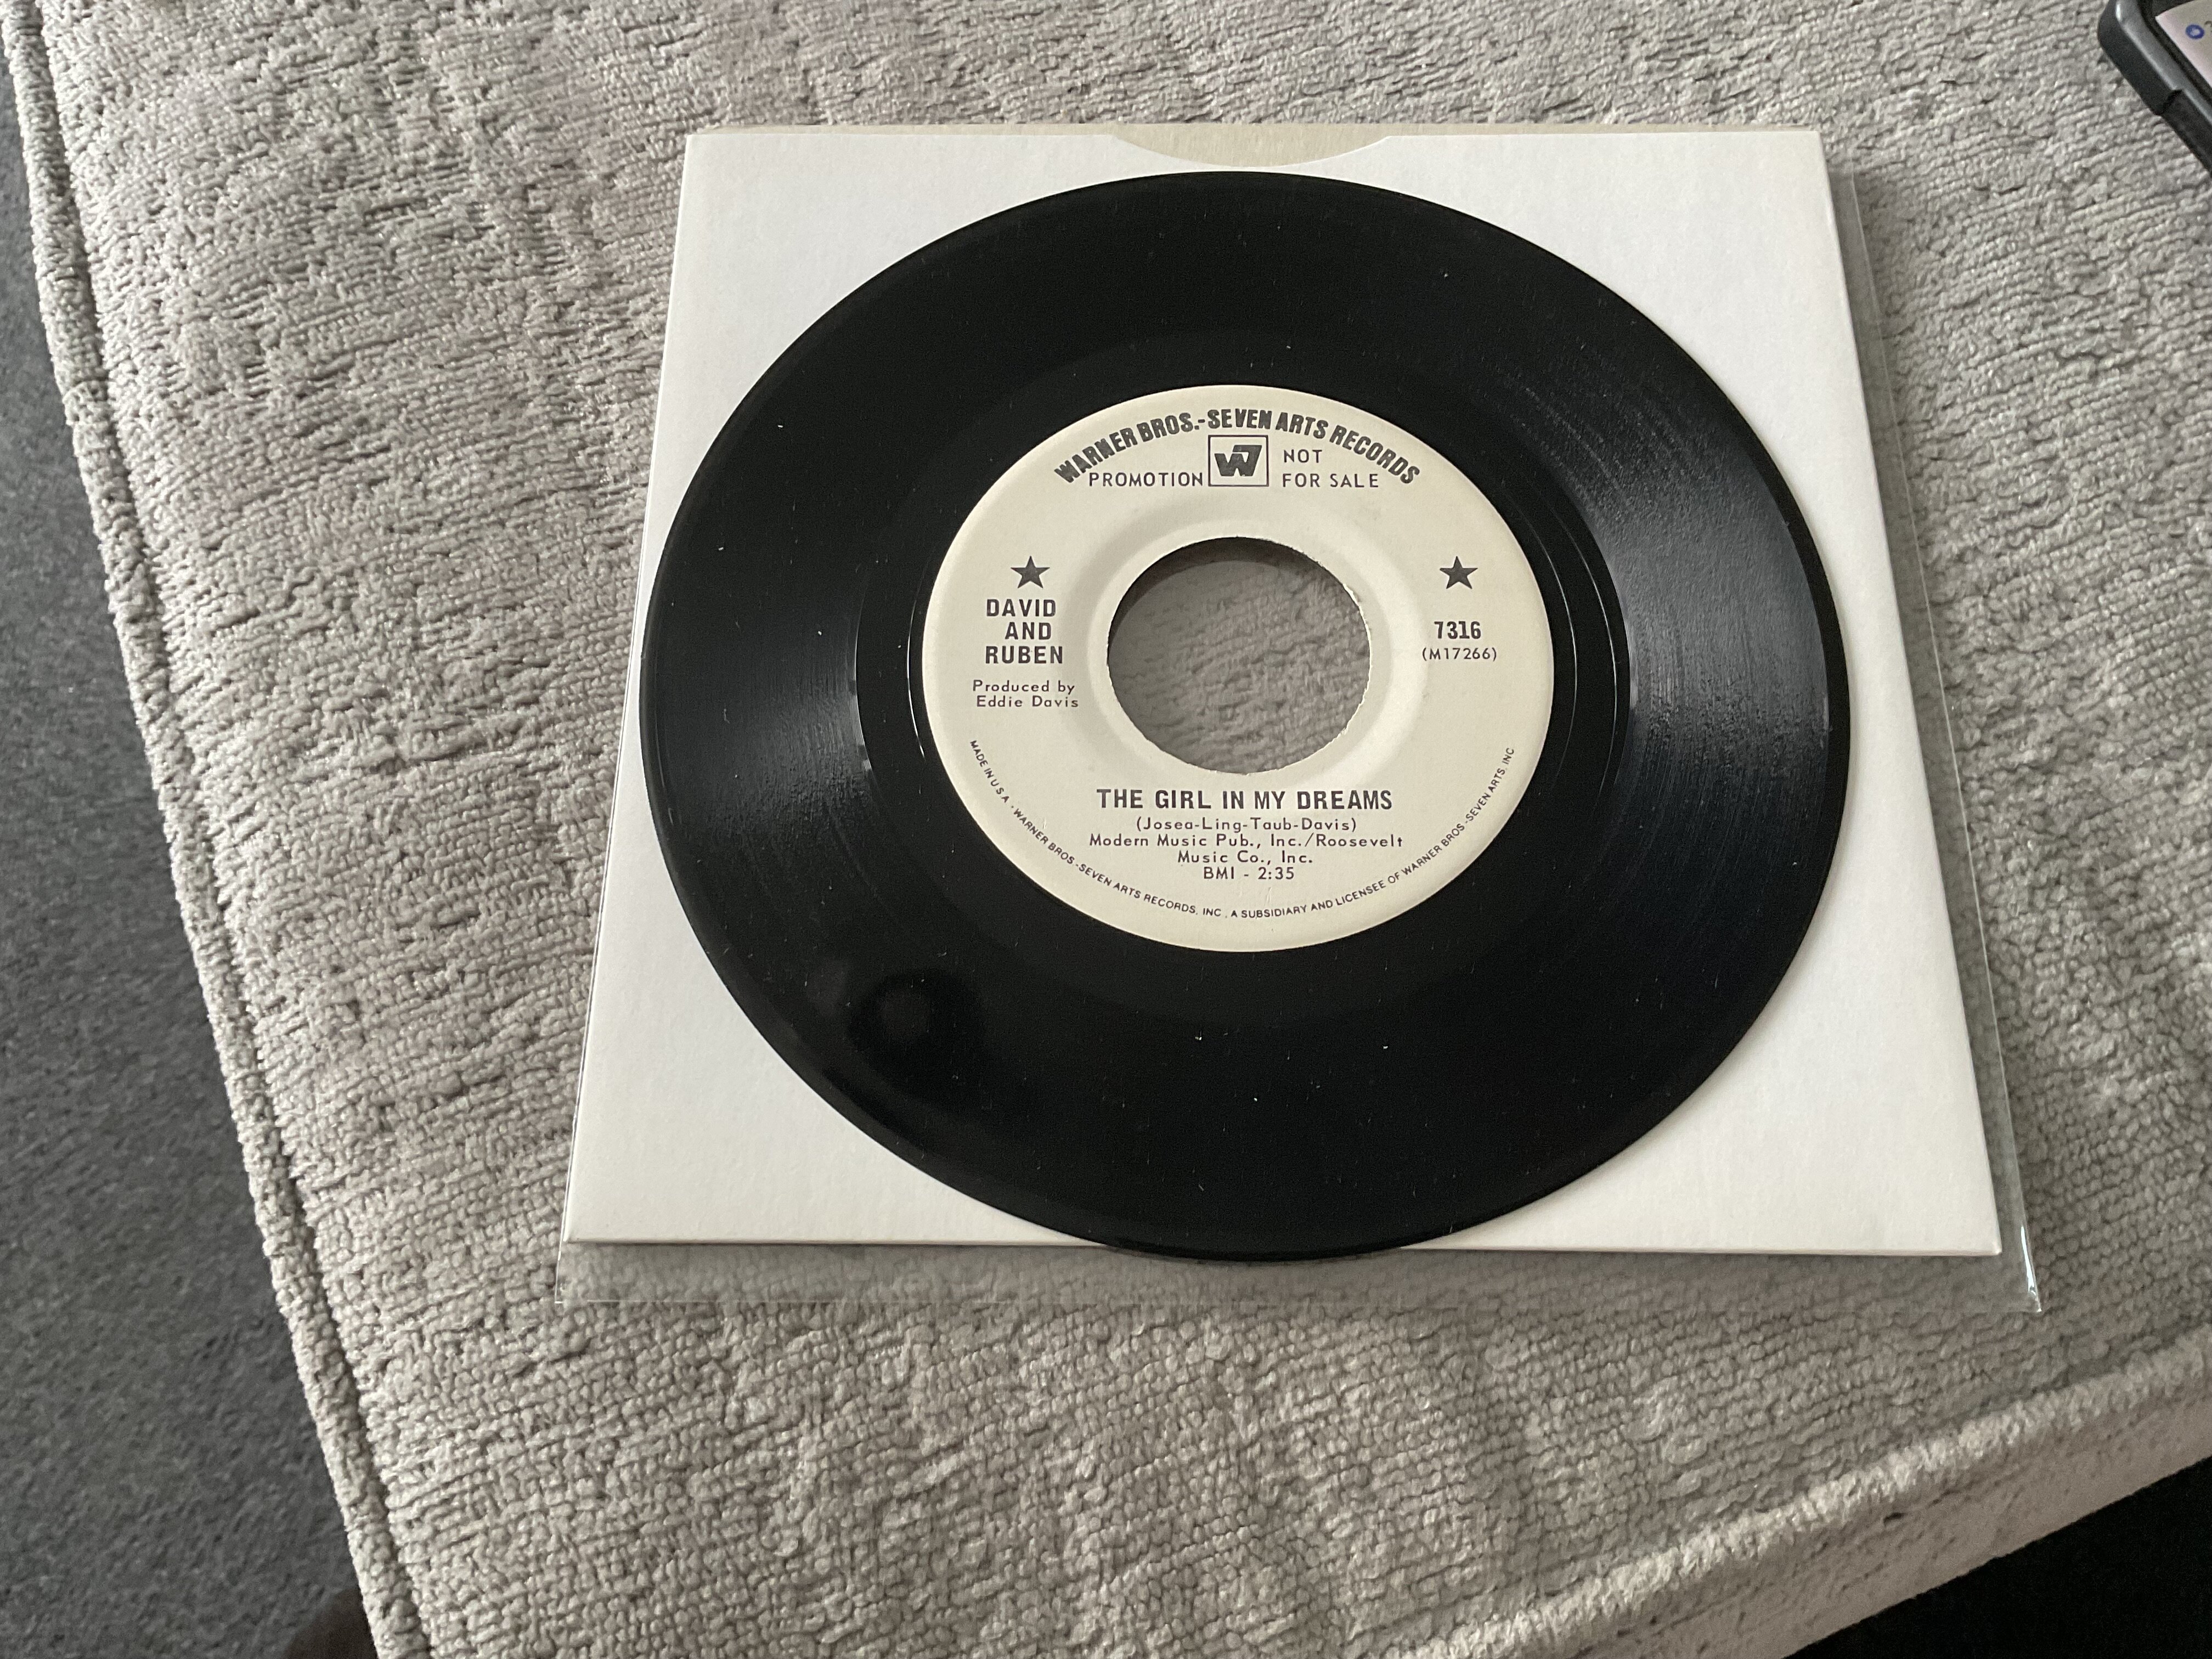 WARNER BROS.-SEVEN ARTS RECORDS
PROMOTION W7 NOT
FOR SALE
DAVID
AND
RUBEN
Produced by
Eddie Davis
7316
(M17266)
THE GIRL IN MY DREAMS
(Josea-Ling-Taub-Davis)
Modern Music Pub., Inc./Roosevelt
Music Co., Inc.
BMI - 2:35
MADE IN U.S.A. - WARNER BROS.-SEVEN ARTS RECORDS, INC., A SUBSIDIARY AND LICENSEE OF WARNER BROS.-SEVEN ARTS, INC.